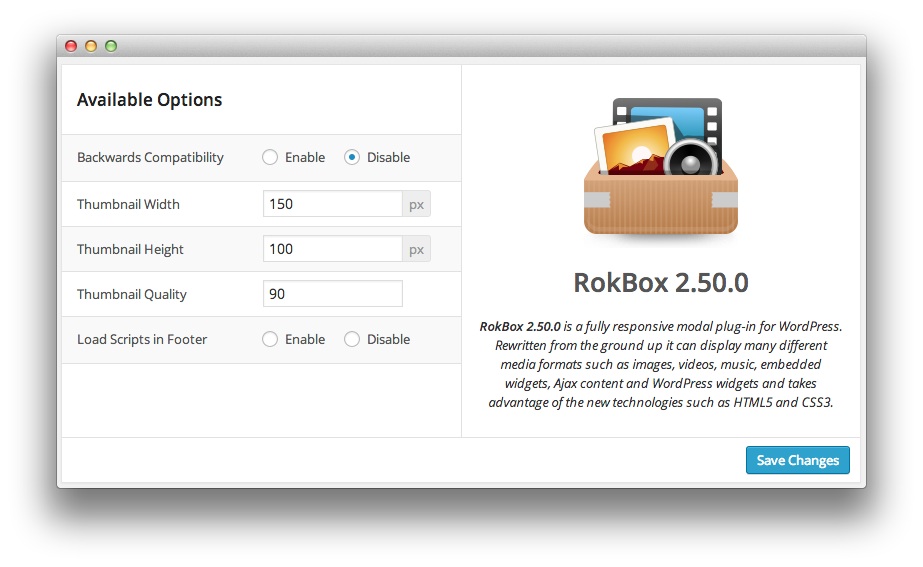 Available Options
Backwards Compatibility Enable Disable
Thumbnail Width 150 px
Thumbnail Height 100 px
Thumbnail Quality 90
Load Scripts in Footer Enable Disable
RokBox 2.50.0
RokBox 2.50.0 is a fully responsive modal plug-in for WordPress.
Rewritten from the ground up it can display many different
media formats such as images, videos, music, embedded
widgets, Ajax content and WordPress widgets and takes
advantage of the new technologies such as HTML5 and CSS3.
Save Changes